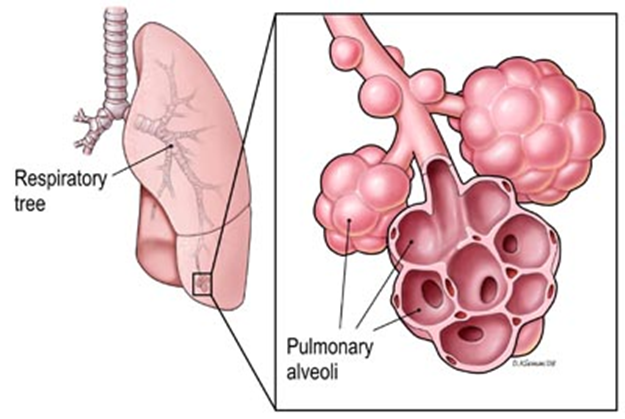 Respiratory
tree
Pulmonary
alveoli